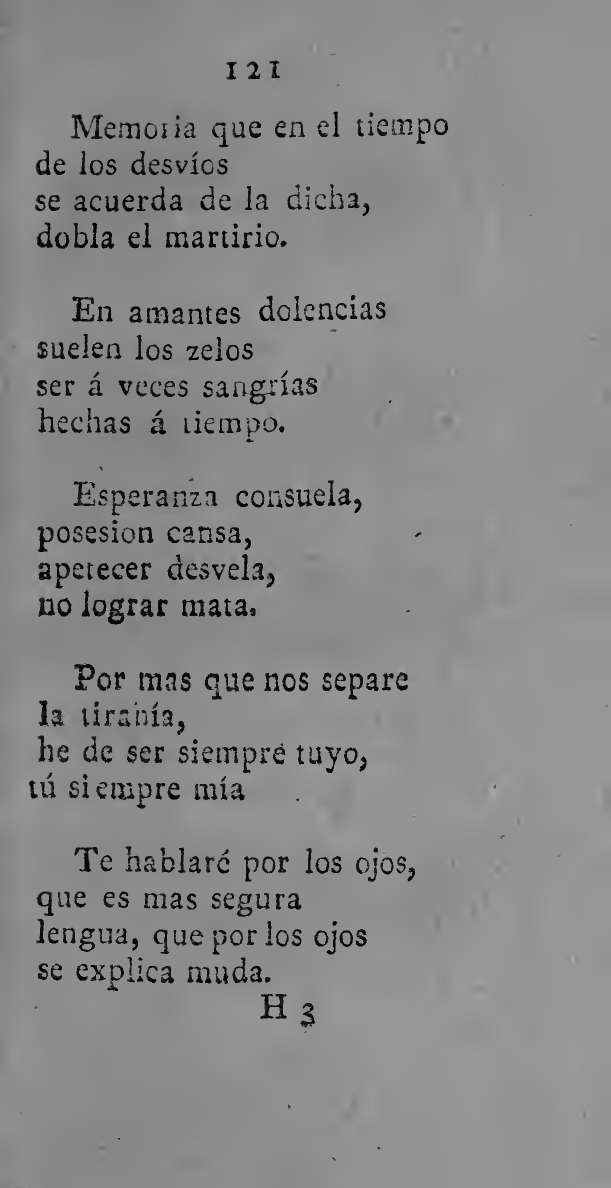 121
Memoria que en el tiempo
de los desvíos
se acuerda de la dicha,
dobla el martirio.
En amantes dolencias
suelen los zelos
ser á veces sangrías
hechas á tiempo.
Esperanza consuela,
posesion cansa,
apetecer desvela,
no lograr mata.
Por mas que nos separe
la tiranía,
he de ser siempre tuyo,
tú siempre mía
Te hablaré por los ojos,
que es mas segura
lengua, que por los ojos
se explica muda.
H 3